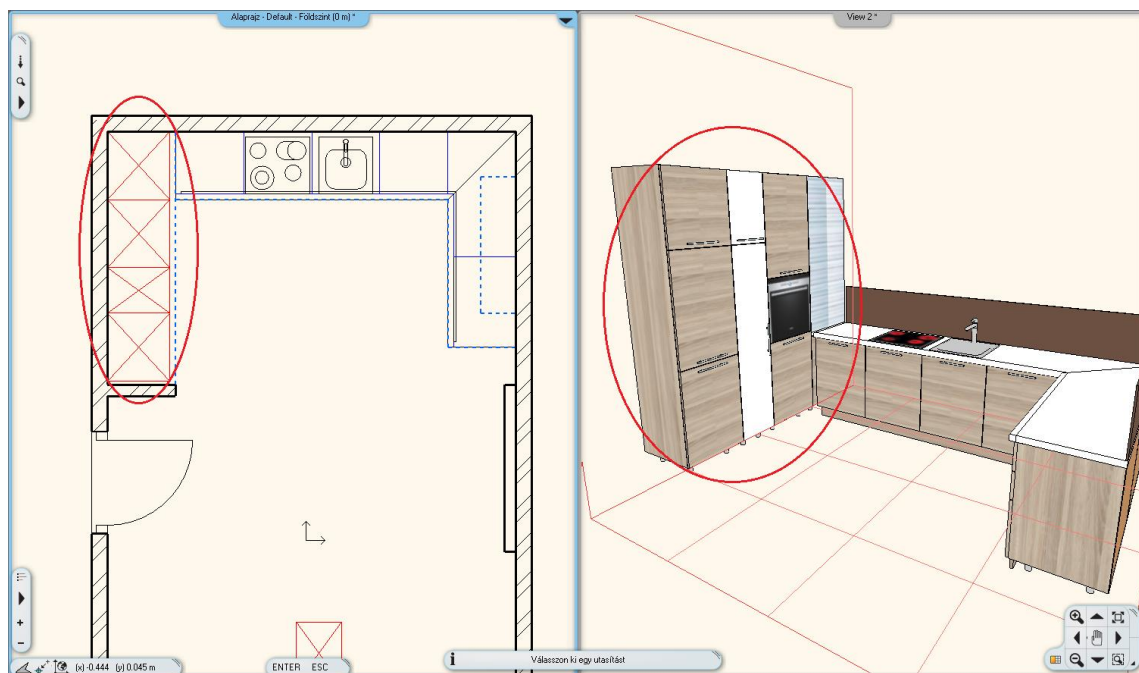 Alaprajz - Default - Földszint (0 m) *
View 2 *
(x) -0.444 (y) 0.045 m
ENTER ESC
Válasszon ki egy utasítást